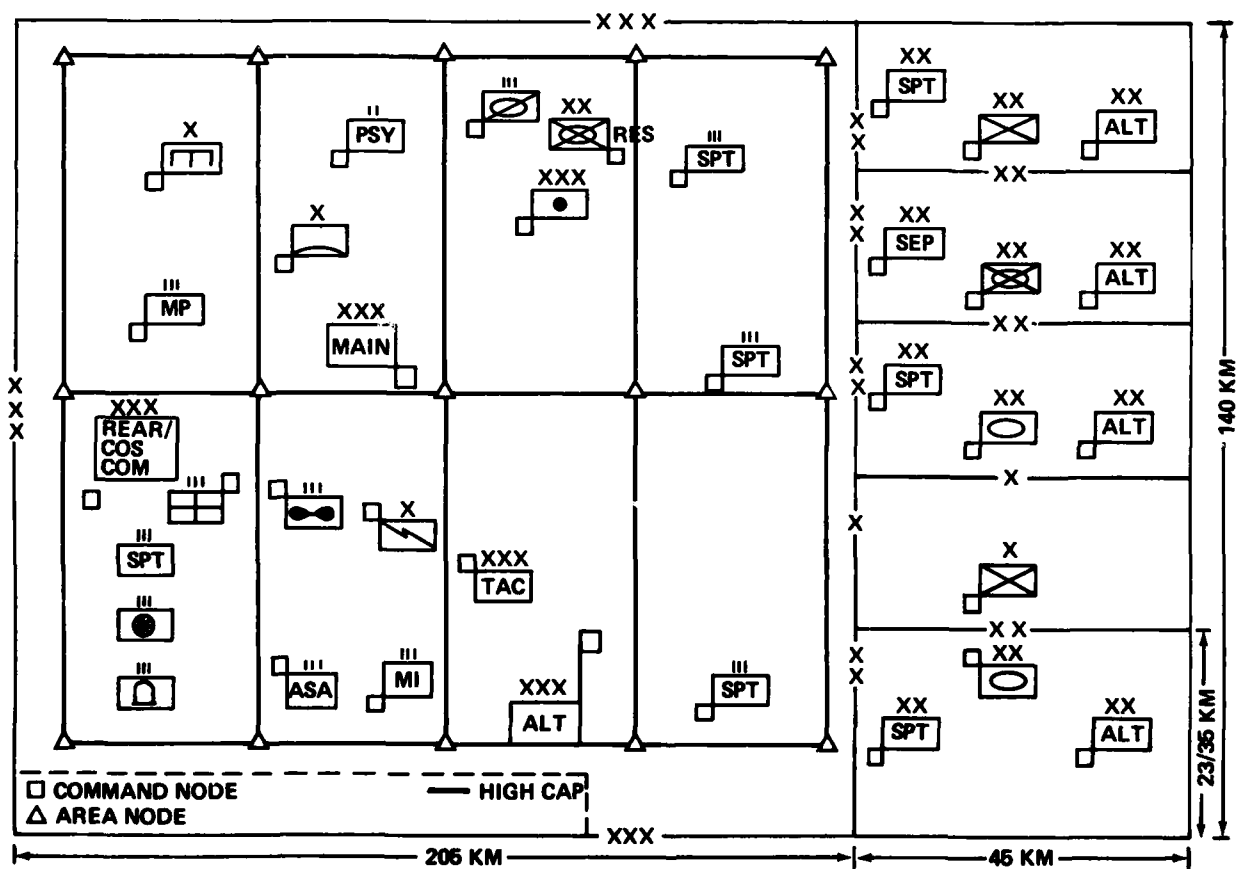 XXX
XX
SPT
XX
XX
ALT
XX
XX
SEP
XX
XX
ALT
XX
XX
SPT
XX
XX
ALT
X
X
XX
XX
XX
SPT
XX
ALT
X
X
X
X
X
X
X
X
X
X
X
X
X
II
PSY
III
XX
RES
XXX
III
SPT
X
III
MP
XXX
MAIN
III
SPT
XXX
REAR/
COS
COM
III
III
SPT
III
III
III
X
XXX
TAC
III
ASA
III
MI
XXX
ALT
III
SPT
COMMAND NODE
HIGH CAP
AREA NODE
XXX
205 KM
45 KM
140 KM
23/35 KM